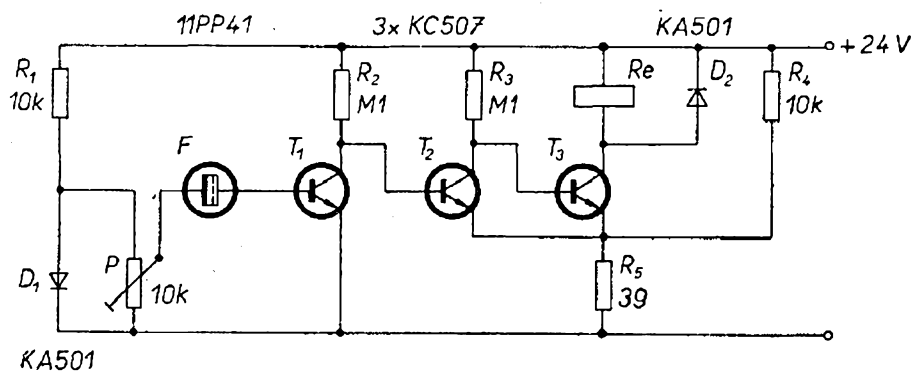 11PP41 3x KC507 KA501
+ 24 V
R1 10k
R2 M1
R3 M1
Re
D2
R4 10k
F
T1
T2
T3
D1
P 10k
R5 39
KA501